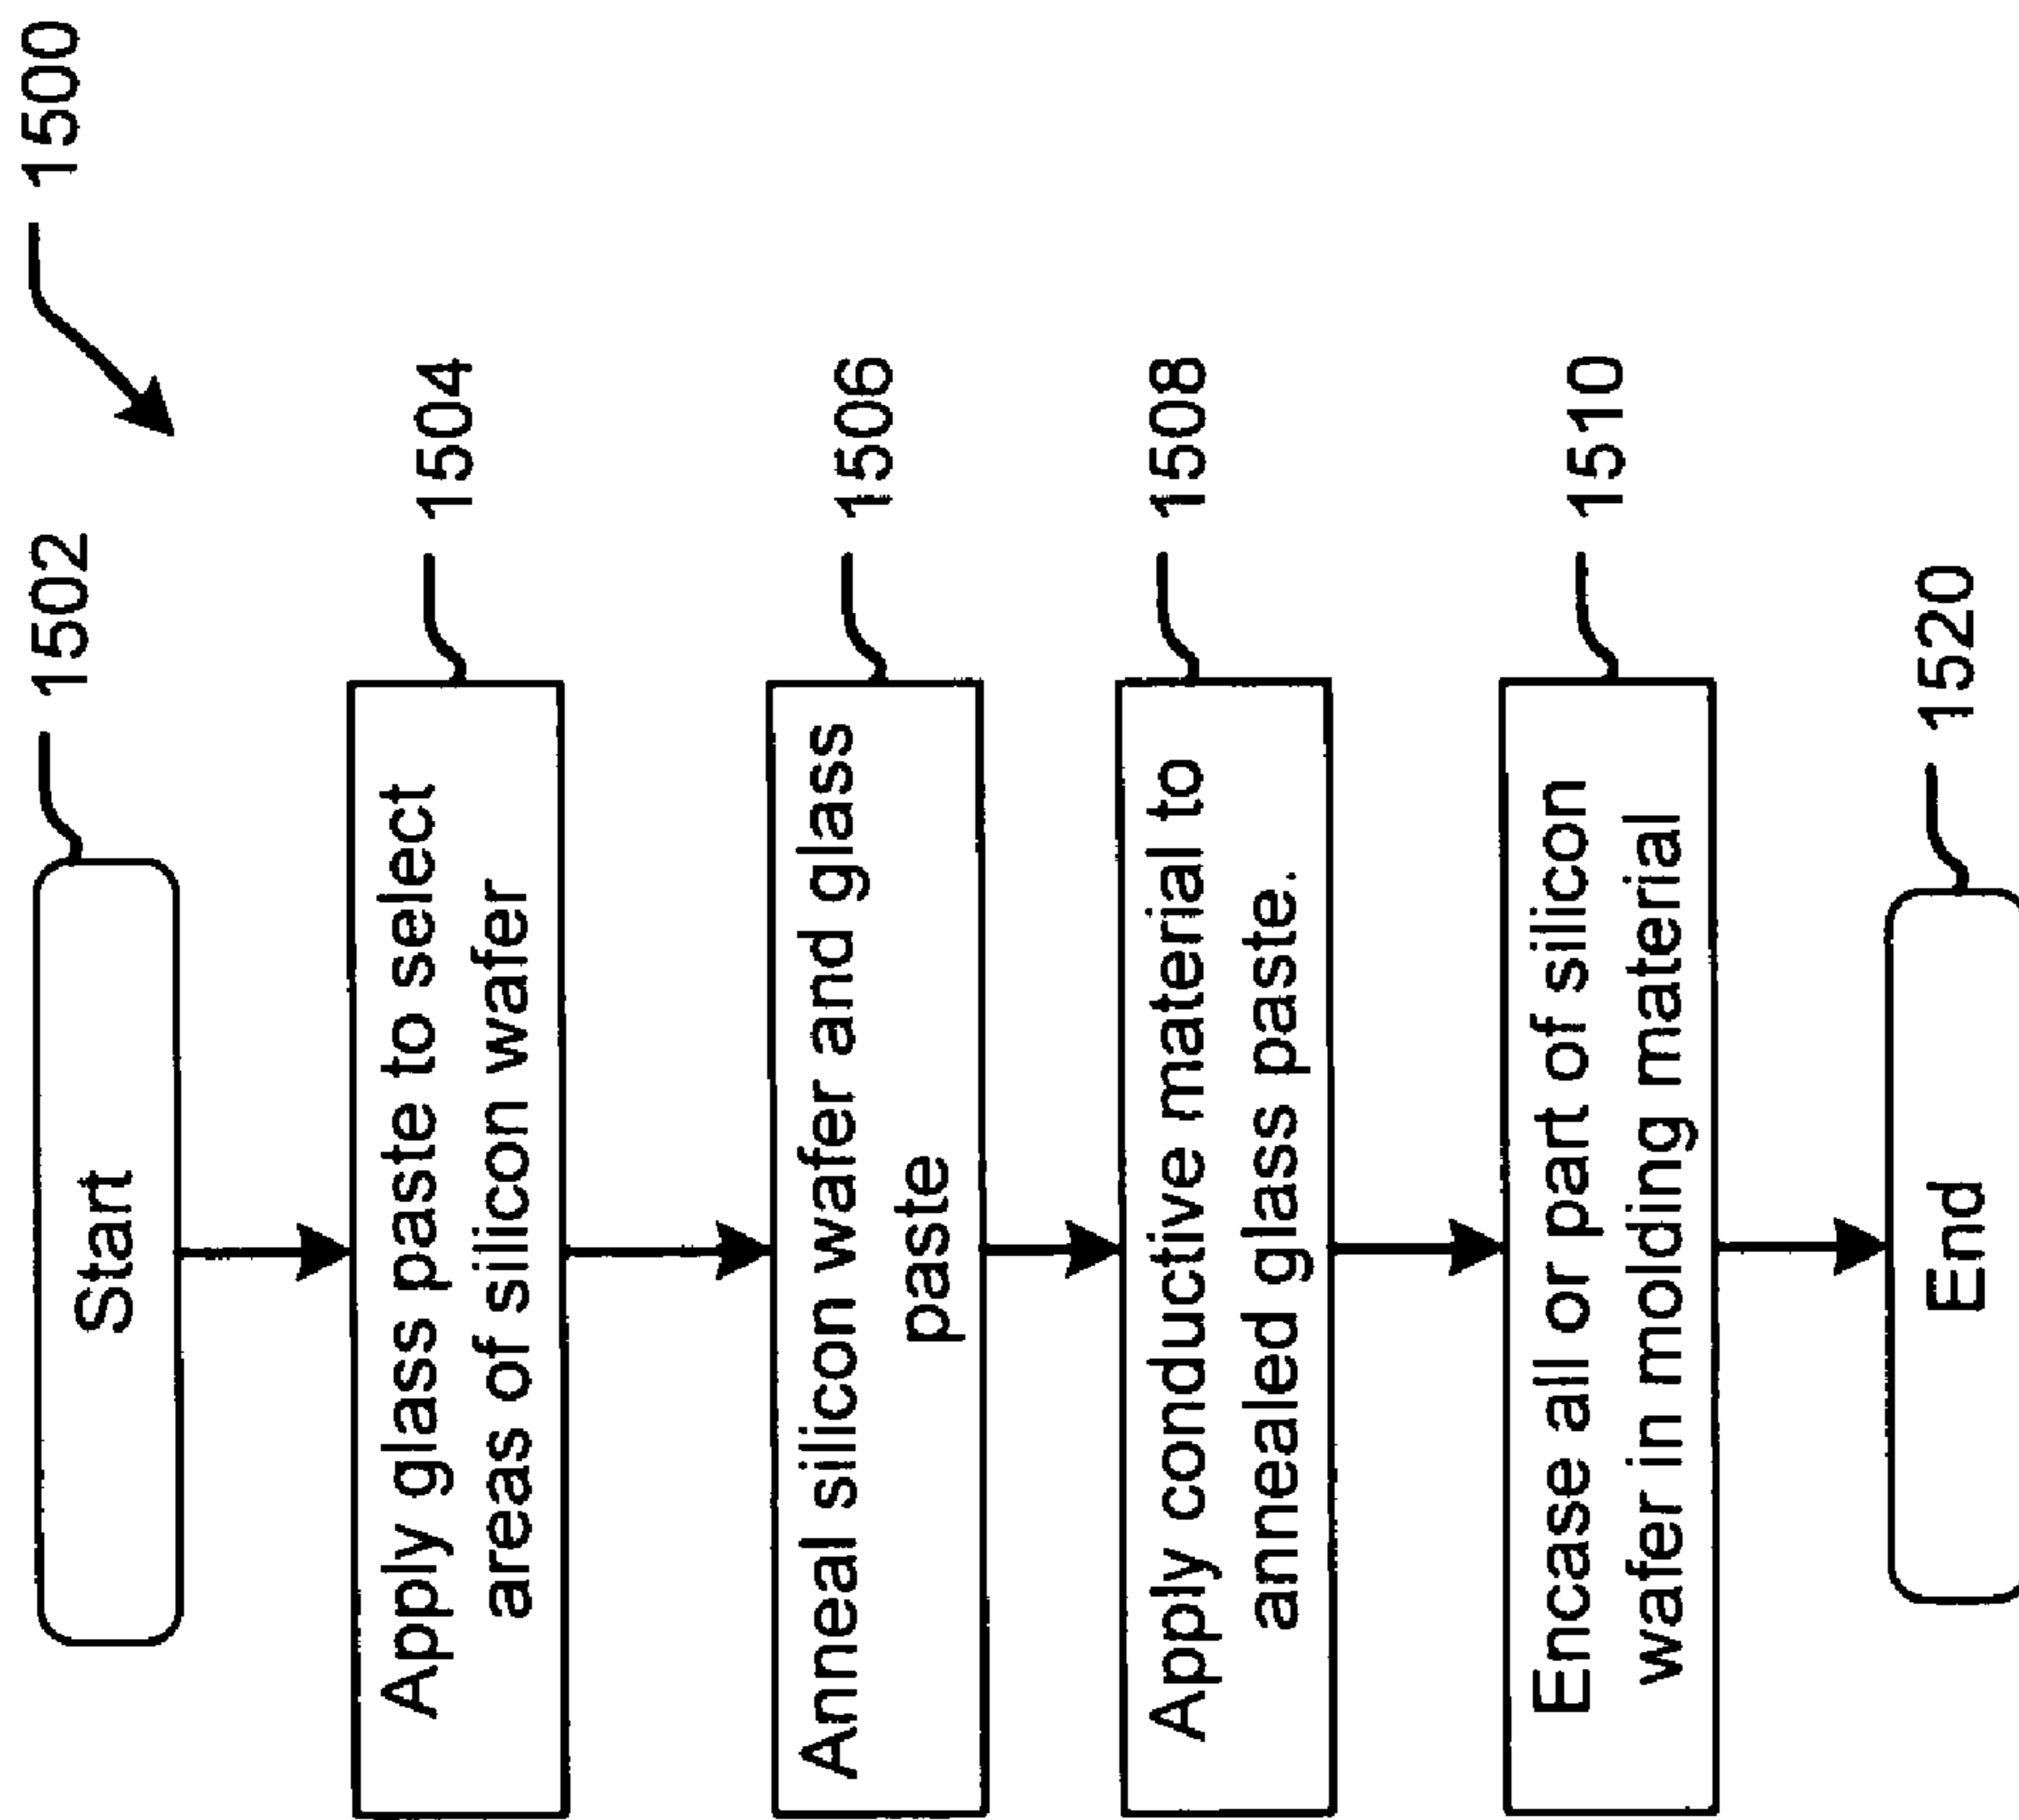 1500
Start
1502
Apply glass paste to select
areas of silicon wafer
1504
Anneal silicon wafer and glass
paste
1506
Apply conductive material to
annealed glass paste.
1508
Encase all or part of silicon
wafer in molding material
1510
End
1520